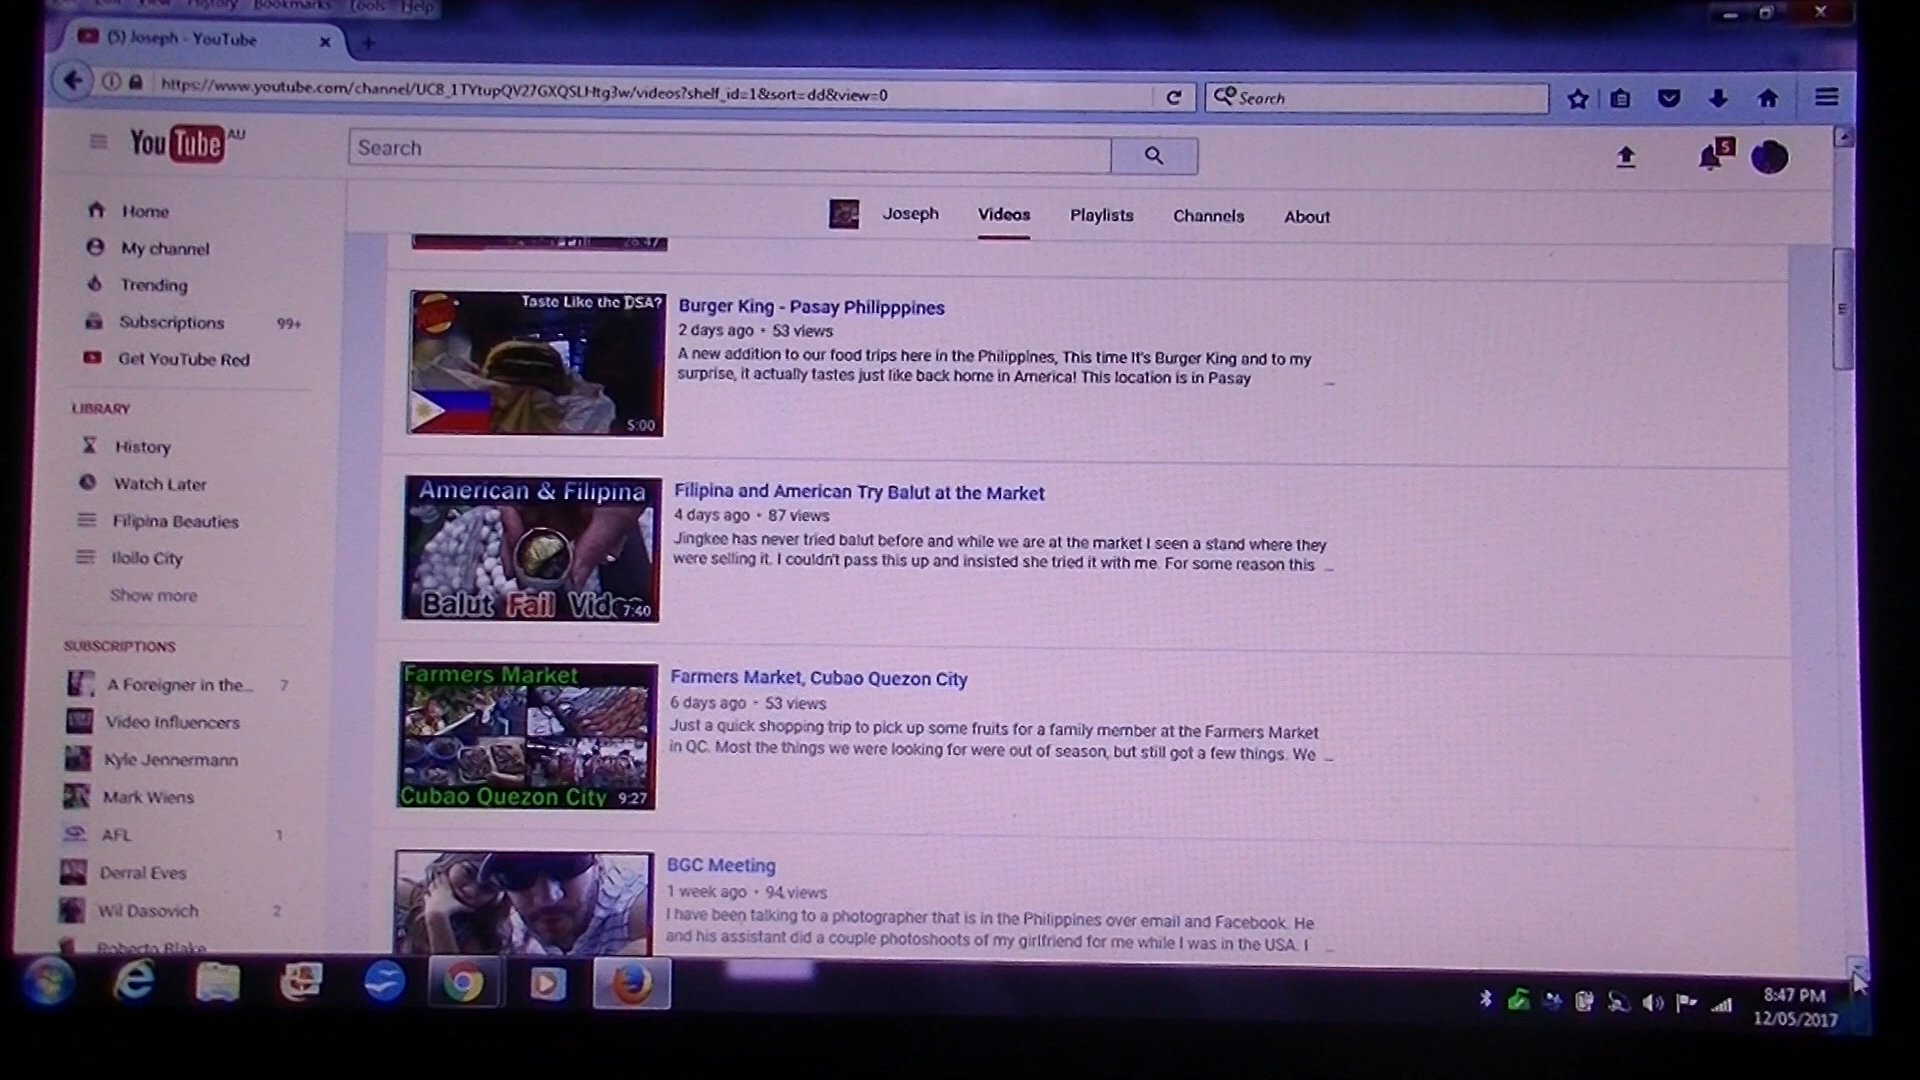 History Bookmarks Tools Help
(5) Joseph - YouTube
https://www.youtube.com/channel/UC8_1TYtupQV27GXQSLHtg3w/videos?shelf_id=1&sort=dd&view=0
Search
YouTube AU
Search
5
Joseph Videos Playlists Channels About
Home
My channel
Trending
Subscriptions 99+
Get YouTube Red
LIBRARY
History
Watch Later
Filipina Beauties
Iloilo City
Show more
SUBSCRIPTIONS
A Foreigner in the... 7
Video Influencers
Kyle Jennermann
Mark Wiens
AFL 1
Derral Eves
Wil Dasovich 2
Roberto Blake
Taste Like the USA?
5:00
Burger King - Pasay Philipppines
2 days ago • 53 views
A new addition to our food trips here in the Philippines, This time It's Burger King and to my
surprise, it actually tastes just like back home in America! This location is in Pasay ...
American & Filipina
Balut Fail
7:40
Filipina and American Try Balut at the Market
4 days ago • 87 views
Jingkee has never tried balut before and while we are at the market I seen a stand where they
were selling it. I couldn't pass this up and insisted she tried it with me. For some reason this ...
Farmers Market
Cubao Quezon City 9:27
Farmers Market, Cubao Quezon City
6 days ago • 53 views
Just a quick shopping trip to pick up some fruits for a family member at the Farmers Market
in QC. Most the things we were looking for were out of season, but still got a few things. We ...
BGC Meeting
1 week ago • 94 views
I have been talking to a photographer that is in the Philippines over email and Facebook. He
and his assistant did a couple photoshoots of my girlfriend for me while I was in the USA. I ...
8:47 PM
12/05/2017